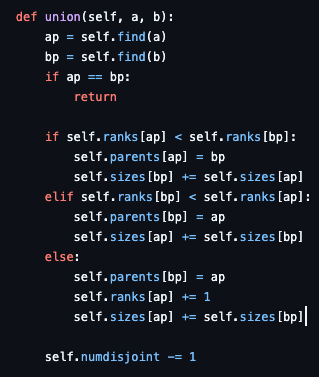 def union(self, a, b):
    ap = self.find(a)
    bp = self.find(b)
    if ap == bp:
        return

    if self.ranks[ap] < self.ranks[bp]:
        self.parents[ap] = bp
        self.sizes[bp] += self.sizes[ap]
    elif self.ranks[bp] < self.ranks[ap]:
        self.parents[bp] = ap
        self.sizes[ap] += self.sizes[bp]
    else:
        self.parents[bp] = ap
        self.ranks[ap] += 1
        self.sizes[ap] += self.sizes[bp]

    self.numdisjoint -= 1